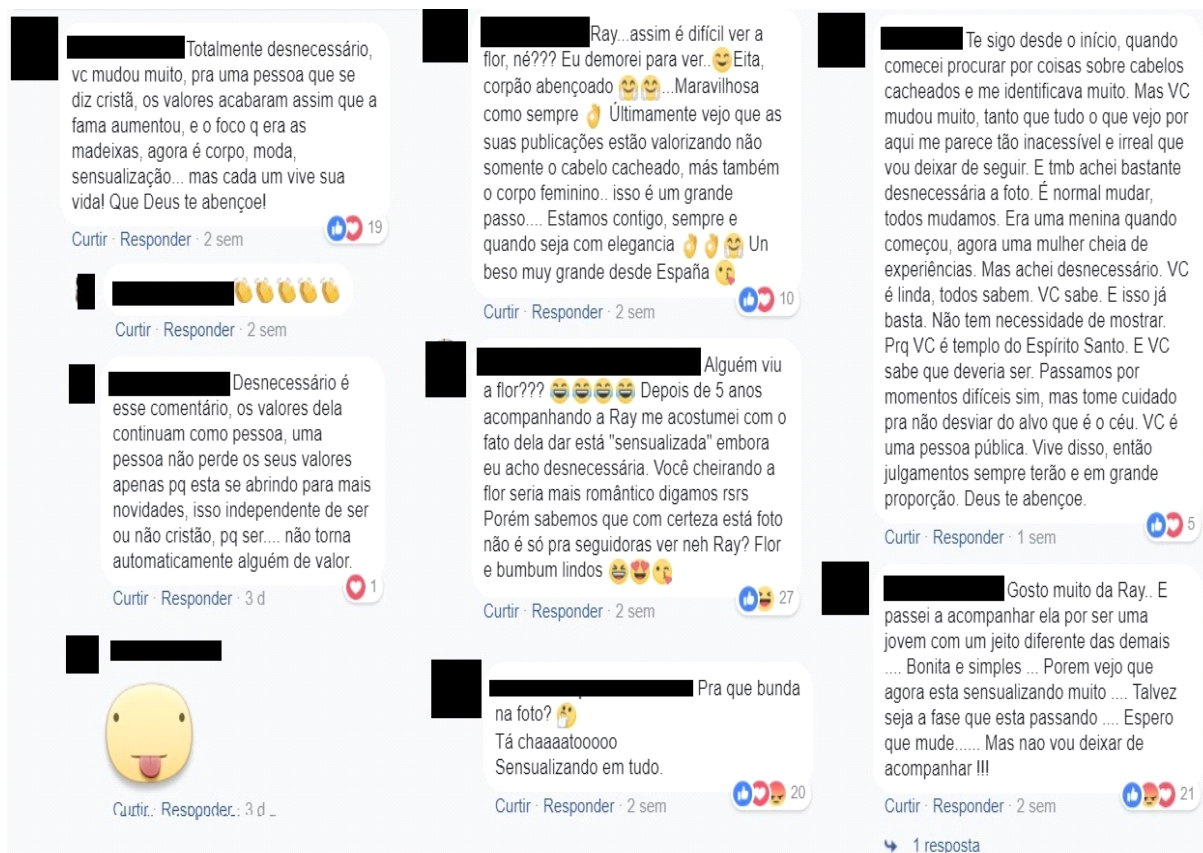 Totalmente desnecessário,
vc mudou muito, pra uma pessoa que se
diz cristã, os valores acabaram assim que a
fama aumentou, e o foco q era as
madeixas, agora é corpo, moda,
sensualização... mas cada um vive sua
vida! Que Deus te abençoe!
19
Curtir · Responder · 2 sem
👏👏👏👏👏
Curtir · Responder · 2 sem
Desnecessário é
esse comentário, os valores dela
continuam como pessoa, uma
pessoa não perde os seus valores
apenas pq esta se abrindo para mais
novidades, isso independente de ser
ou não cristão, pq ser.... não torna
automaticamente alguém de valor.
1
Curtir · Responder · 3 d
Curtir · Responder · 3 d
Ray...assim é difícil ver a
flor, né??? Eu demorei para ver..😊Eita,
corpão abençoado 🤗🤗...Maravilhosa
como sempre 👌 Últimamente vejo que as
suas publicações estão valorizando não
somente o cabelo cacheado, más também
o corpo feminino.. isso é um grande
passo.... Estamos contigo, sempre e
quando seja com elegancia 👌👌🤗 Un
beso muy grande desde España 😘
10
Curtir · Responder · 2 sem
Alguém viu
a flor??? 😂😂😂😂 Depois de 5 anos
acompanhando a Ray me acostumei com o
fato dela dar está "sensualizada" embora
eu acho desnecessária. Você cheirando a
flor seria mais romântico digamos rsrs
Porém sabemos que com certeza está foto
não é só pra seguidoras ver neh Ray? Flor
e bumbum lindos 😆😍😘
27
Curtir · Responder · 2 sem
Pra que bunda
na foto? 🤔
Tá chaaaatooooo
Sensualizando em tudo.
20
Curtir · Responder · 2 sem
Te sigo desde o início, quando
comecei procurar por coisas sobre cabelos
cacheados e me identificava muito. Mas VC
mudou muito, tanto que tudo o que vejo por
aqui me parece tão inacessível e irreal que
vou deixar de seguir. E tmb achei bastante
desnecessária a foto. É normal mudar,
todos mudamos. Era uma menina quando
começou, agora uma mulher cheia de
experiências. Mas achei desnecessário. VC
é linda, todos sabem. VC sabe. E isso já
basta. Não tem necessidade de mostrar.
Prq VC é templo do Espírito Santo. E VC
sabe que deveria ser. Passamos por
momentos difíceis sim, mas tome cuidado
pra não desviar do alvo que é o céu. VC é
uma pessoa pública. Vive disso, então
julgamentos sempre terão e em grande
proporção. Deus te abençoe.
5
Curtir · Responder · 1 sem
Gosto muito da Ray.. E
passei a acompanhar ela por ser uma
jovem com um jeito diferente das demais
.... Bonita e simples ... Porem vejo que
agora esta sensualizando muito .... Talvez
seja a fase que esta passando .... Espero
que mude...... Mas nao vou deixar de
acompanhar !!!
21
Curtir · Responder · 2 sem
1 resposta